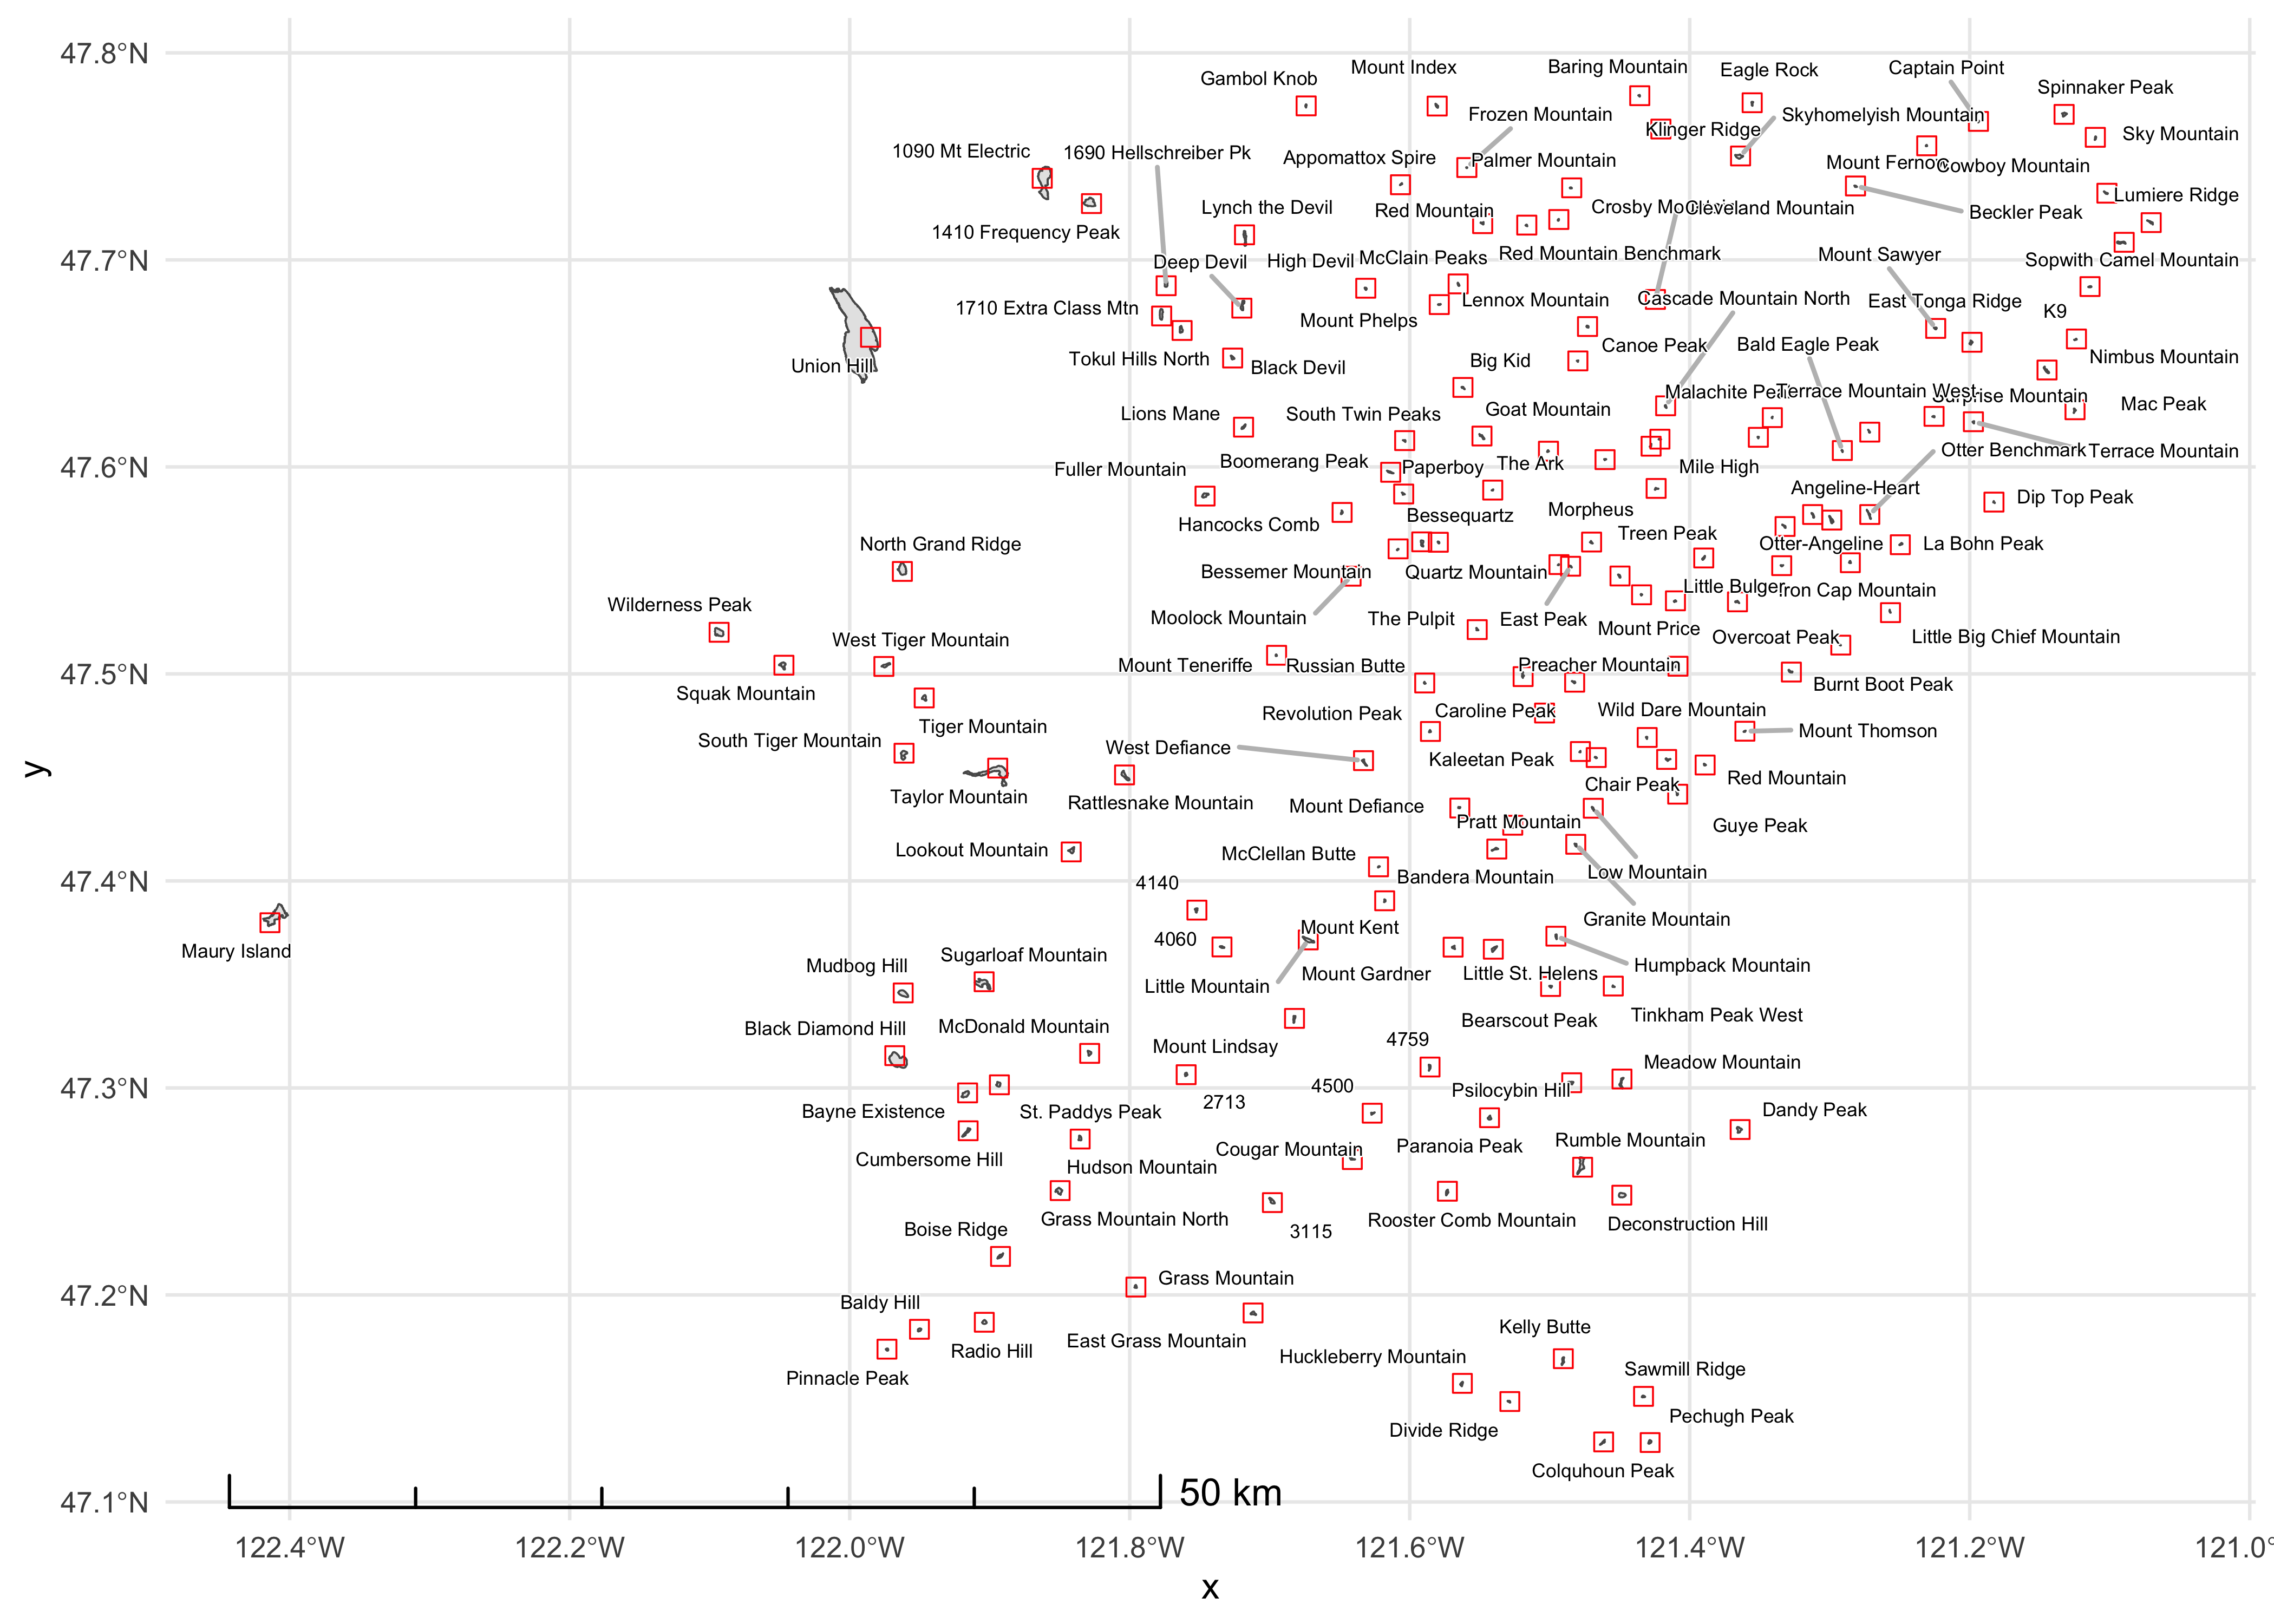 47.8°N
47.7°N
47.6°N
47.5°N
47.4°N
47.3°N
47.2°N
47.1°N
y
Mount Index
Baring Mountain
Eagle Rock
Captain Point
Gambol Knob
Spinnaker Peak
Frozen Mountain
Skyhomelyish Mountain
Klinger Ridge
Sky Mountain
1090 Mt Electric
1690 Hellschreiber Pk
Appomattox Spire
Palmer Mountain
Mount Fernow
Cowboy Mountain
Lumiere Ridge
Lynch the Devil
Red Mountain
Crosby Mountain
Cleveland Mountain
Beckler Peak
1410 Frequency Peak
Deep Devil
High Devil
McClain Peaks
Red Mountain Benchmark
Mount Sawyer
Sopwith Camel Mountain
1710 Extra Class Mtn
Lennox Mountain
Cascade Mountain North
East Tonga Ridge
K9
Mount Phelps
Union Hill
Tokul Hills North
Black Devil
Big Kid
Canoe Peak
Bald Eagle Peak
Nimbus Mountain
Malachite Peak
Terrace Mountain West
Surprise Mountain
Mac Peak
Lions Mane
South Twin Peaks
Goat Mountain
Otter Benchmark
Terrace Mountain
Fuller Mountain
Boomerang Peak
Paperboy
The Ark
Mile High
Angeline-Heart
Dip Top Peak
Hancocks Comb
Bessequartz
Morpheus
Treen Peak
North Grand Ridge
Otter-Angeline
La Bohn Peak
Bessemer Mountain
Quartz Mountain
Little Bulger
Iron Cap Mountain
Wilderness Peak
Moolock Mountain
The Pulpit
East Peak
Mount Price
Overcoat Peak
Little Big Chief Mountain
West Tiger Mountain
Mount Teneriffe
Russian Butte
Preacher Mountain
Burnt Boot Peak
Squak Mountain
Tiger Mountain
Revolution Peak
Caroline Peak
Wild Dare Mountain
Mount Thomson
South Tiger Mountain
West Defiance
Kaleetan Peak
Chair Peak
Red Mountain
Taylor Mountain
Rattlesnake Mountain
Mount Defiance
Pratt Mountain
Guye Peak
Lookout Mountain
McClellan Butte
Bandera Mountain
Low Mountain
4140
Granite Mountain
Maury Island
4060
Mount Kent
Mudbog Hill
Sugarloaf Mountain
Little Mountain
Mount Gardner
Little St. Helens
Humpback Mountain
Black Diamond Hill
McDonald Mountain
Mount Lindsay
4759
Bearscout Peak
Tinkham Peak West
Meadow Mountain
4500
Psilocybin Hill
Bayne Existence
St. Paddys Peak
2713
Dandy Peak
Cumbersome Hill
Hudson Mountain
Cougar Mountain
Paranoia Peak
Rumble Mountain
Boise Ridge
Grass Mountain North
3115
Rooster Comb Mountain
Deconstruction Hill
Grass Mountain
Baldy Hill
Radio Hill
East Grass Mountain
Kelly Butte
Pinnacle Peak
Huckleberry Mountain
Sawmill Ridge
Divide Ridge
Pechugh Peak
Colquhoun Peak
50 km
122.4°W
122.2°W
122.0°W
121.8°W
121.6°W
121.4°W
121.2°W
121.0°
x